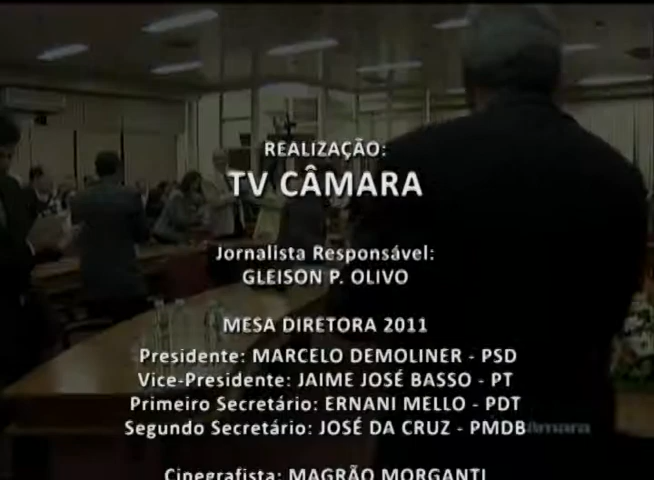 REALIZAÇÃO:
TV CÂMARA
Jornalista Responsável:
GLEISON P. OLIVO
MESA DIRETORA 2011
Presidente: MARCELO DEMOLINER - PSD
Vice-Presidente: JAIME JOSÉ BASSO - PT
Primeiro Secretário: ERNANI MELLO - PDT
Segundo Secretário: JOSÉ DA CRUZ - PMDB
Cinegrafista: MAGRÃO MORGANTI